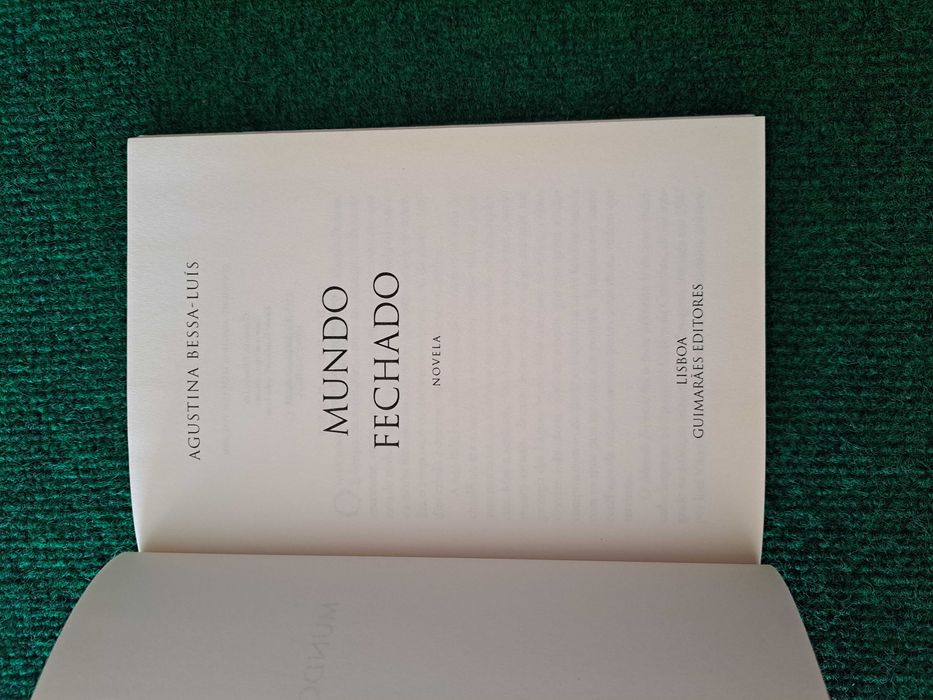 AGUSTINA BESSA-LUÍS
MUNDO
FECHADO
NOVELA
LISBOA
GUIMARÃES EDITORES